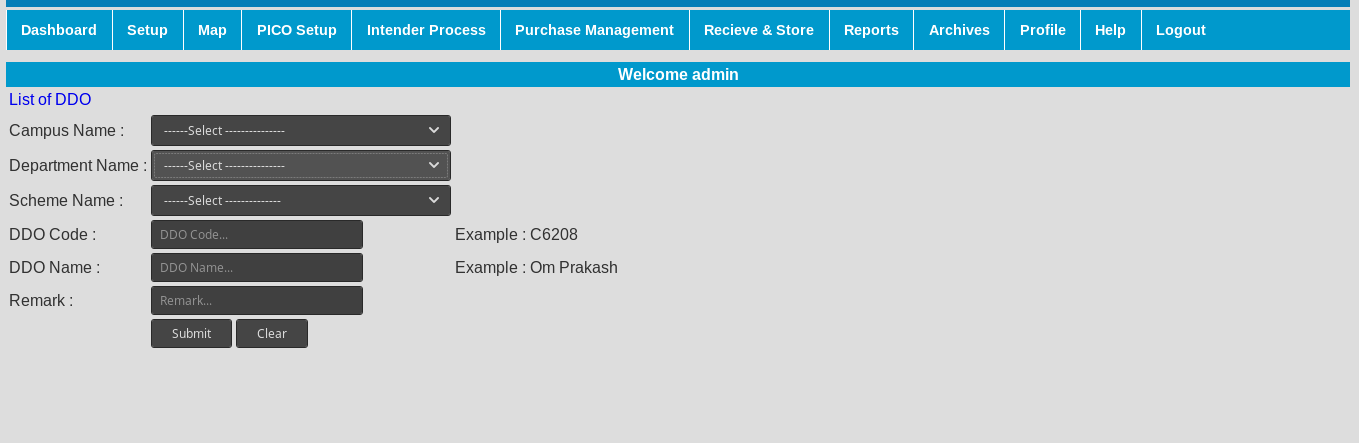 Dashboard Setup Map PICO Setup Intender Process Purchase Management Recieve & Store Reports Archives Profile Help Logout
Welcome admin
List of DDO
Campus Name : ------Select ---------------
Department Name : ------Select ---------------
Scheme Name : ------Select --------------
DDO Code : DDO Code... Example : C6208
DDO Name : DDO Name... Example : Om Prakash
Remark : Remark...
Submit Clear